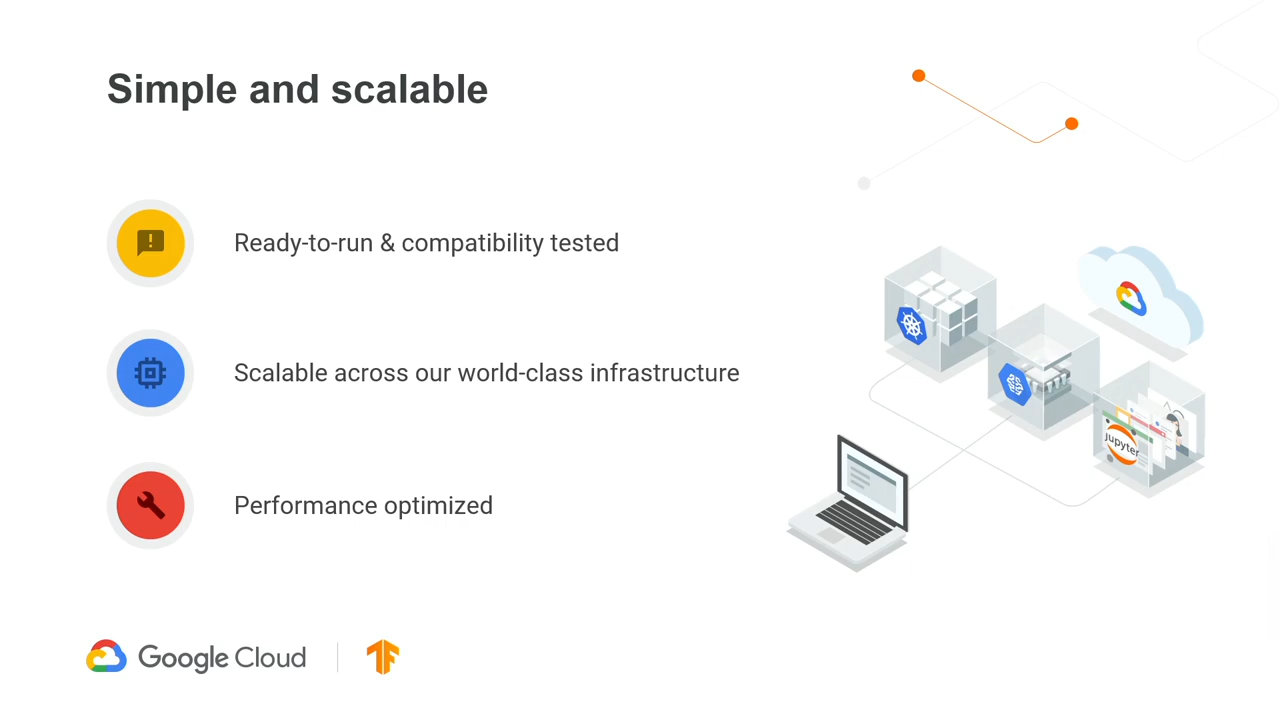 Simple and scalable
Ready-to-run & compatibility tested
Scalable across our world-class infrastructure
Performance optimized
jupyter
Google Cloud